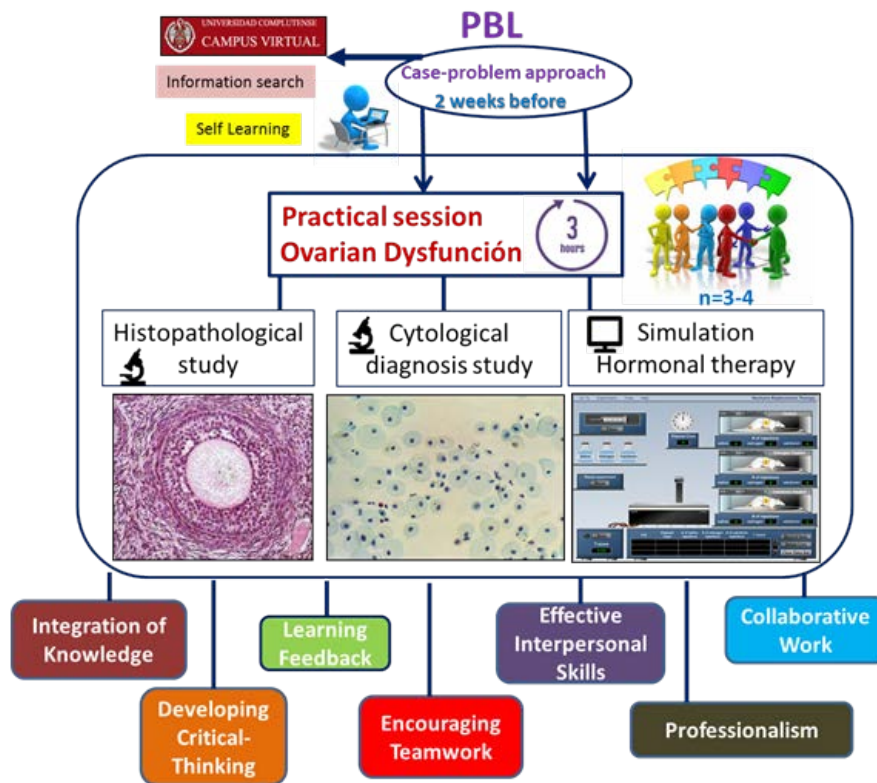 PBL
UNIVERSIDAD COMPLUTENSE
CAMPUS VIRTUAL
Case-problem approach
2 weeks before
Information search
Self Learning
Practical session
Ovarian Dysfunción
3
hours
n=3-4
Histopathological
study
Cytological
diagnosis study
Simulation
Hormonal therapy
Integration of
Knowledge
Learning
Feedback
Effective
Interpersonal
Skills
Collaborative
Work
Developing
Critical-
Thinking
Encouraging
Teamwork
Professionalism